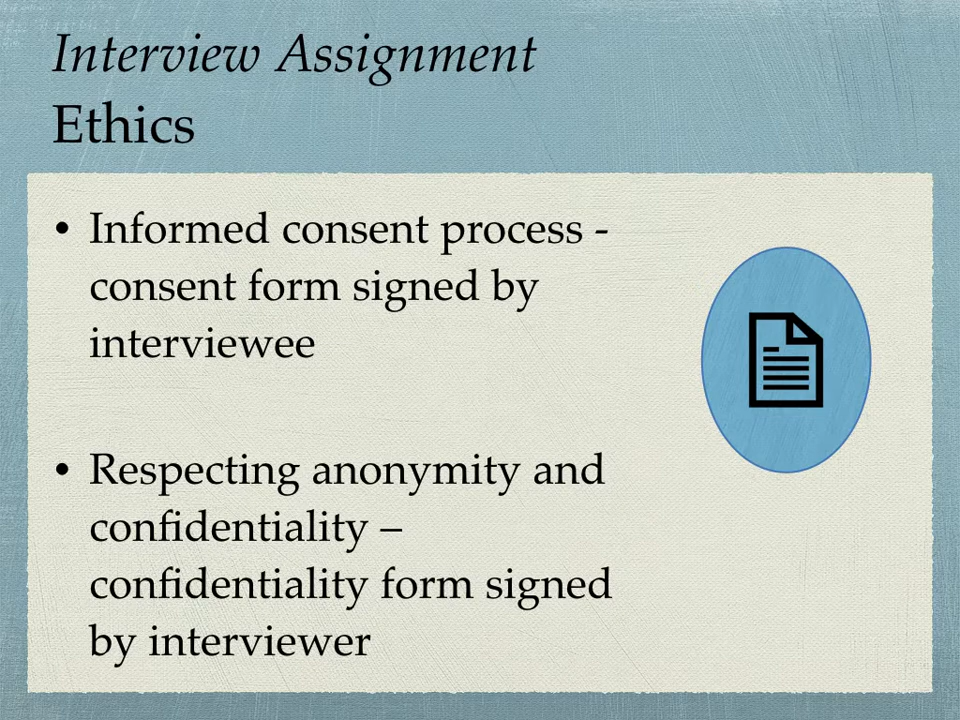 Interview Assignment
Ethics
• Informed consent process -
consent form signed by
interviewee
• Respecting anonymity and
confidentiality –
confidentiality form signed
by interviewer